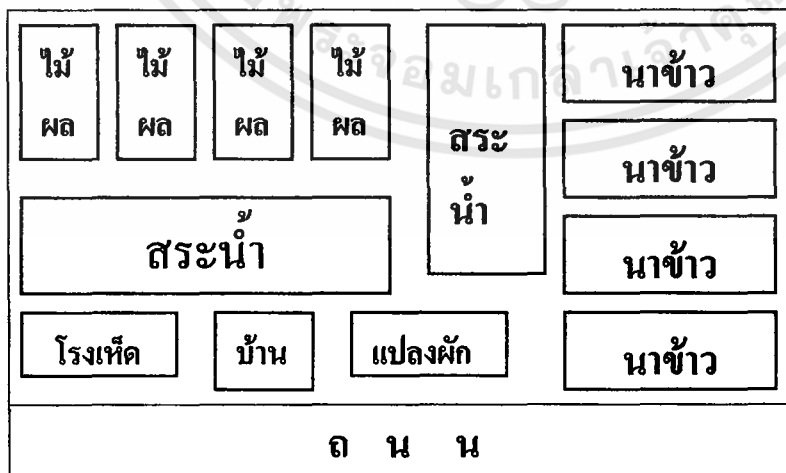 ไม้ผล
ไม้ผล
ไม้ผล
ไม้ผล
สระน้ำ
นาข้าว
นาข้าว
สระน้ำ
นาข้าว
โรงเห็ด
บ้าน
แปลงผัก
นาข้าว
ถนน